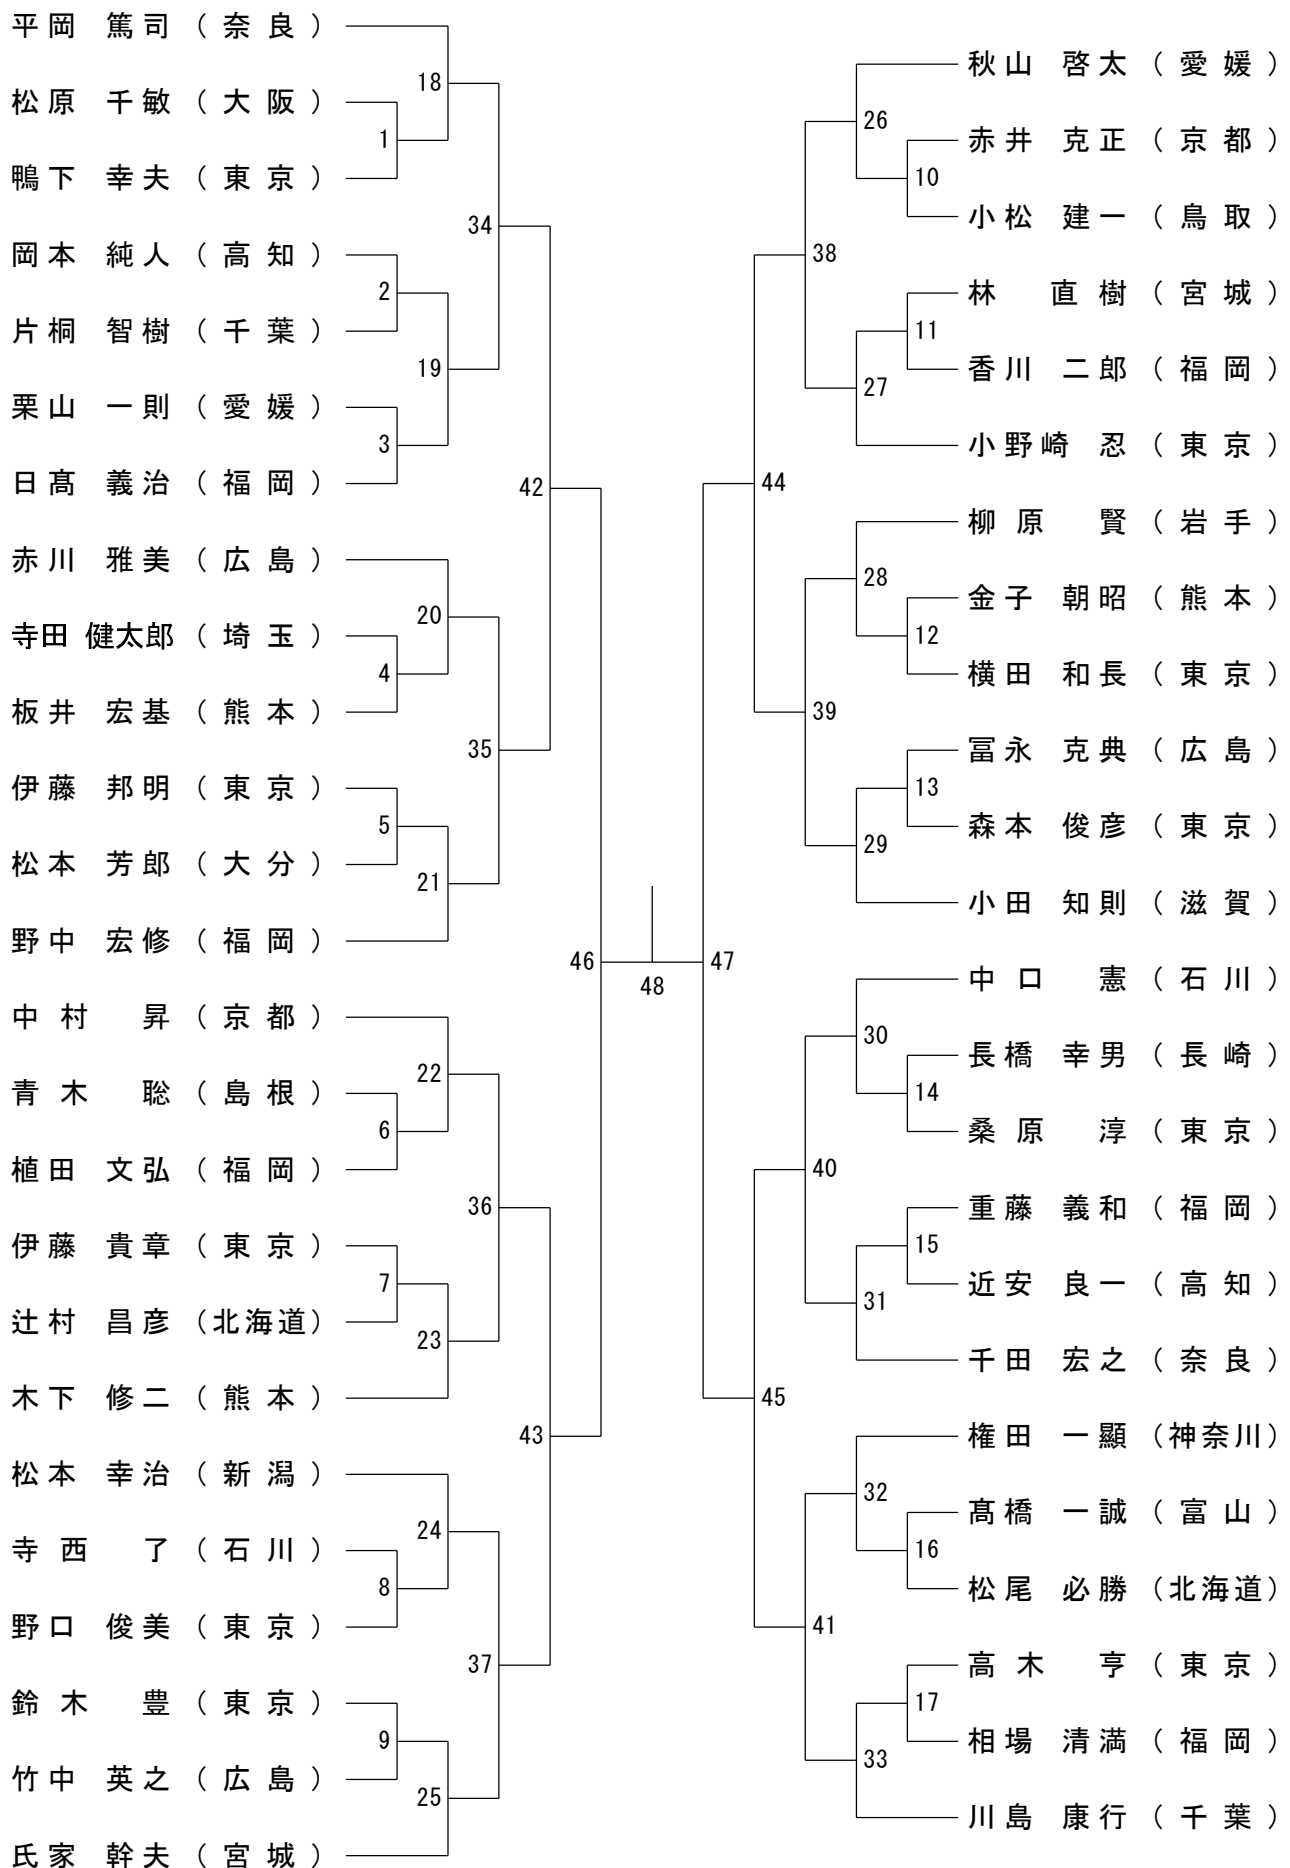 平岡 篤司 （奈良）
松原 千敏 （大阪）
鴨下 幸夫 （東京）
岡本 純人 （高知）
片桐 智樹 （千葉）
栗山 一則 （愛媛）
日髙 義治 （福岡）
赤川 雅美 （広島）
寺田 健太郎 （埼玉）
板井 宏基 （熊本）
伊藤 邦明 （東京）
松本 芳郎 （大分）
野中 宏修 （福岡）
中村 昇 （京都）
青木 聡 （島根）
植田 文弘 （福岡）
伊藤 貴章 （東京）
辻村 昌彦 （北海道）
木下 修二 （熊本）
松本 幸治 （新潟）
寺西 了 （石川）
野口 俊美 （東京）
鈴木 豊 （東京）
竹中 英之 （広島）
氏家 幹夫 （宮城）
1
2
3
4
5
6
7
8
9
18
19
20
21
22
23
24
25
34
35
36
37
42
43
46
48
47
44
45
38
39
40
41
26
27
28
29
30
31
32
33
10
11
12
13
14
15
16
17
秋山 啓太 （愛媛）
赤井 克正 （京都）
小松 建一 （鳥取）
林 直樹 （宮城）
香川 二郎 （福岡）
小野崎 忍 （東京）
柳原 賢 （岩手）
金子 朝昭 （熊本）
横田 和長 （東京）
冨永 克典 （広島）
森本 俊彦 （東京）
小田 知則 （滋賀）
中口 憲 （石川）
長橋 幸男 （長崎）
桑原 淳 （東京）
重藤 義和 （福岡）
近安 良一 （高知）
千田 宏之 （奈良）
権田 一顯 （神奈川）
髙橋 一誠 （富山）
松尾 必勝 （北海道）
高木 亨 （東京）
相場 清満 （福岡）
川島 康行 （千葉）